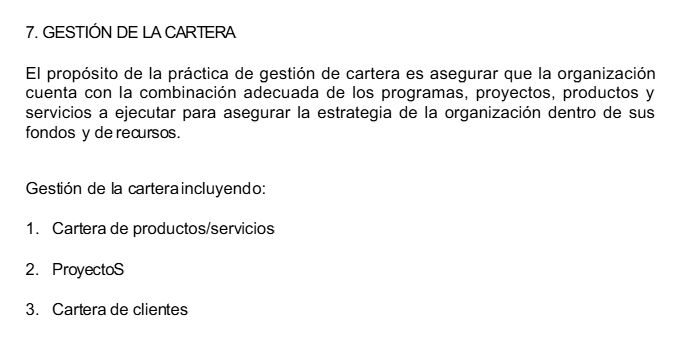 7. GESTIÓN DE LA CARTERA
El propósito de la práctica de gestión de cartera es asegurar que la organización
cuenta con la combinación adecuada de los programas, proyectos, productos y
servicios a ejecutar para asegurar la estrategia de la organización dentro de sus
fondos y de recursos.
Gestión de la cartera incluyendo:
1. Cartera de productos/servicios
2. ProyectoS
3. Cartera de clientes